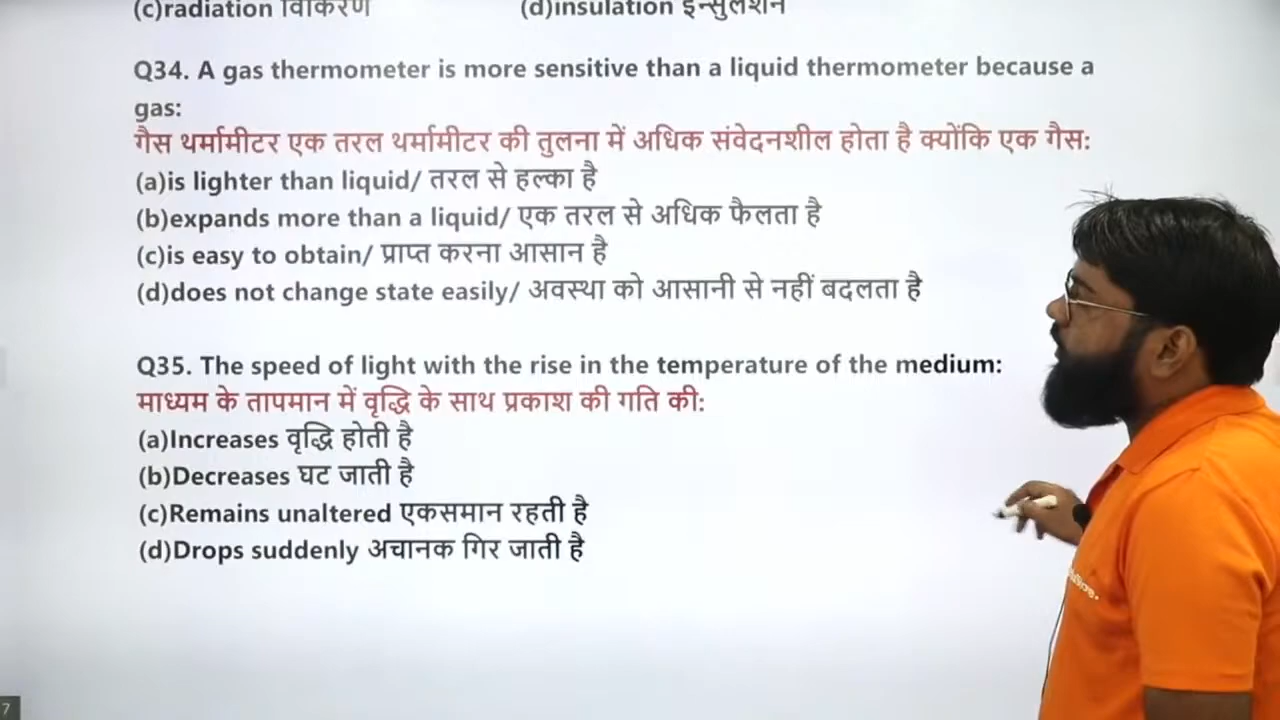 (c)radiation विकिरण (d)insulation इन्सुलेशन
Q34. A gas thermometer is more sensitive than a liquid thermometer because a
gas:
गैस थर्मामीटर एक तरल थर्मामीटर की तुलना में अधिक संवेदनशील होता है क्योंकि एक गैस:
(a)is lighter than liquid/ तरल से हल्का है
(b)expands more than a liquid/ एक तरल से अधिक फैलता है
(c)is easy to obtain/ प्राप्त करना आसान है
(d)does not change state easily/ अवस्था को आसानी से नहीं बदलता है
Q35. The speed of light with the rise in the temperature of the medium:
माध्यम के तापमान में वृद्धि के साथ प्रकाश की गति की:
(a)Increases वृद्धि होती है
(b)Decreases घट जाती है
(c)Remains unaltered एकसमान रहती है
(d)Drops suddenly अचानक गिर जाती है
7